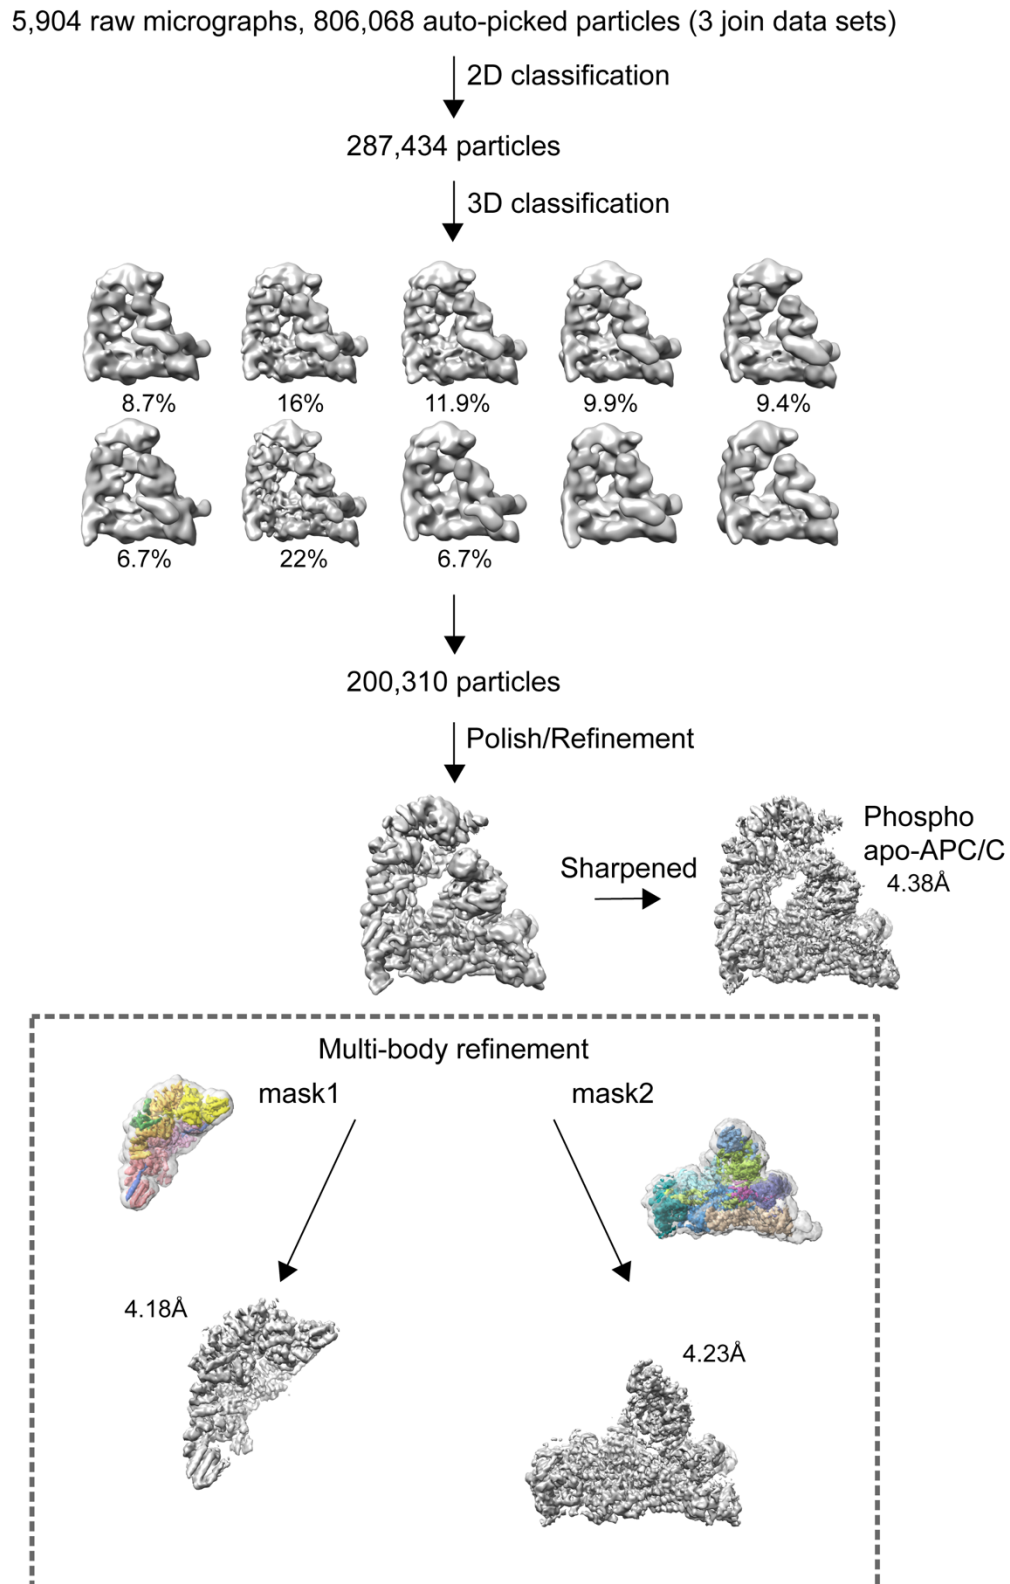 5,904 raw micrographs, 806,068 auto-picked particles (3 join data sets)
2D classification
287,434 particles
3D classification
8.7%
16%
11.9%
9.9%
9.4%
6.7%
22%
6.7%
200,310 particles
Polish/Refinement
Sharpened
Phospho
apo-APC/C
4.38Å
Multi-body refinement
mask1
mask2
4.18Å
4.23Å